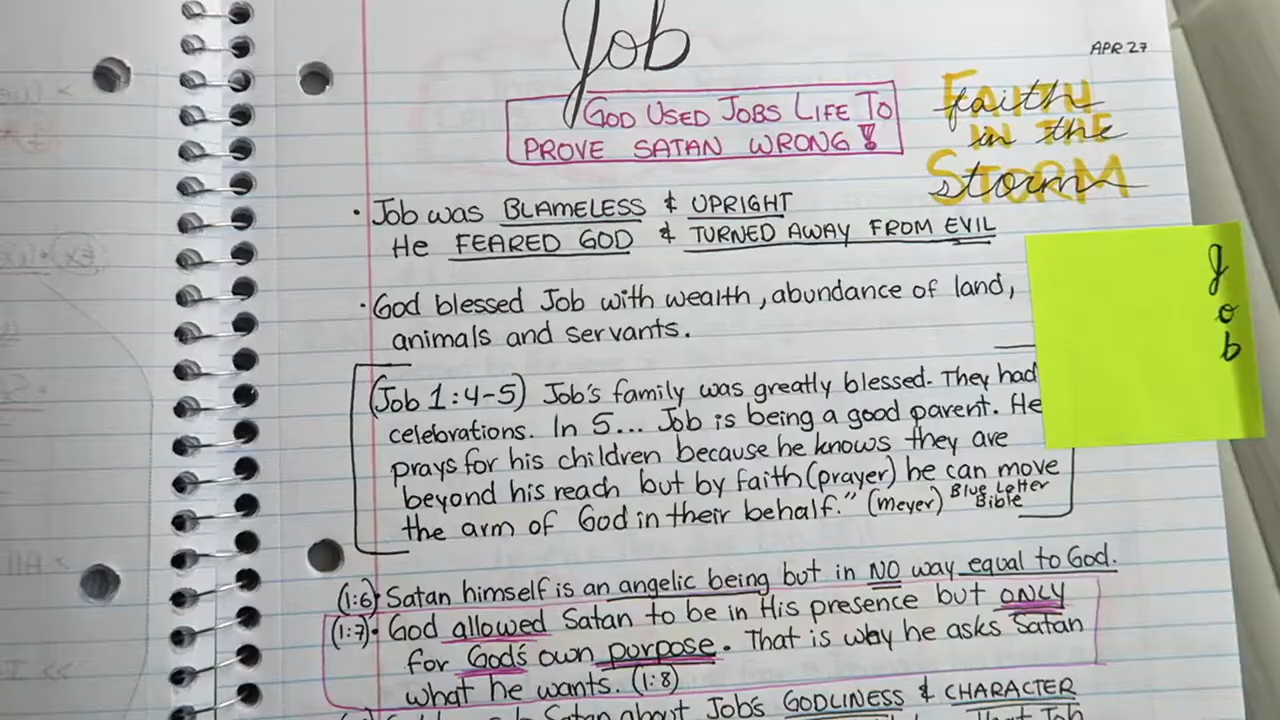 Job
APR 27
GOD USED JOBS LIFE TO
PROVE SATAN WRONG!
FAITH
faith
IN THE
in the
STORM
storm
• Job was BLAMELESS & UPRIGHT
He FEARED GOD & TURNED AWAY FROM EVIL
• God blessed Job with wealth, abundance of land,
animals and servants.
J
o
b
(Job 1:4-5) Job's family was greatly blessed. They had
celebrations. In 5... Job is being a good parent. He
prays for his children because he knows they are
beyond his reach but by faith (prayer) he can move
the arm of God in their behalf." (Meyer) Blue Letter
Bible
(1:6)• Satan himself is an angelic being but in NO way equal to God.
(1:7)• God allowed Satan to be in His presence but ONLY
for God's own purpose. That is why he asks Satan
what he wants. (1:8)
Satan about Job's GODLINESS & CHARACTER
That Job